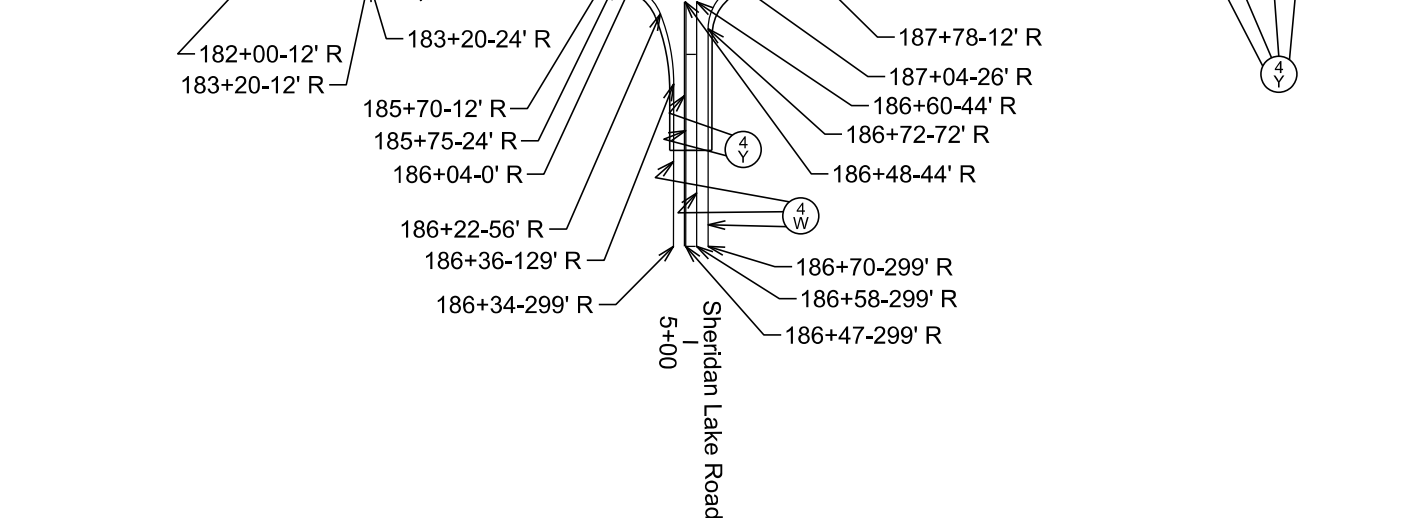 182+00-12' R
183+20-24' R
183+20-12' R
185+70-12' R
185+75-24' R
186+04-0' R
186+22-56' R
186+36-129' R
186+34-299' R
187+78-12' R
187+04-26' R
186+60-44' R
186+72-72' R
186+48-44' R
4
Y
4
W
186+70-299' R
186+58-299' R
186+47-299' R
4
Y
Sheridan Lake Road
5+00